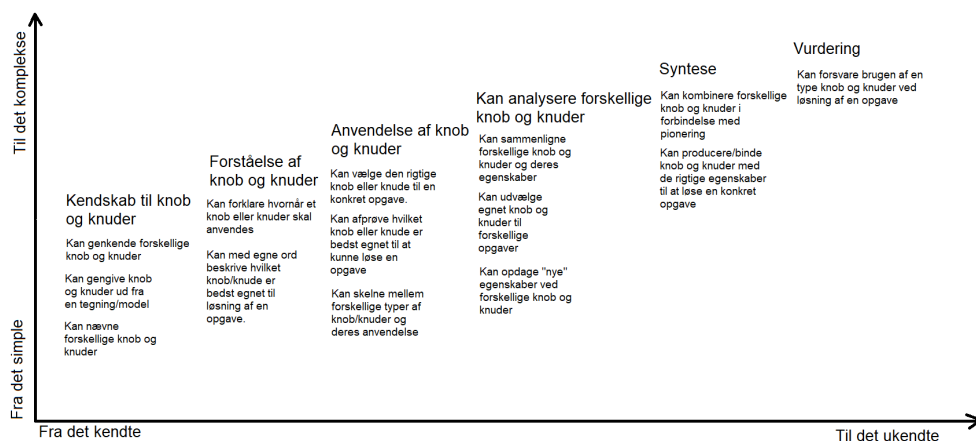 Til det komplekse
Fra det simple
Kendskab til knob
og knuder
Kan genkende forskellige
knob og knuder
Kan gengive knob
og knuder ud fra
en tegning/model
Kan nævne
forskellige knob og
knuder
Forståelse af
knob og knuder
Kan forklare hvornår et
knob eller knuder skal
anvendes
Kan med egne ord
beskrive hvilket
knob/knude er
bedst egnet til
løsning af en
opgave.
Anvendelse af knob
og knuder
Kan vælge den rigtige
knob eller knude til en
konkret opgave.
Kan afprøve hvilket
knob eller knude er
bedst egnet til at
kunne løse en
opgave
Kan skelne mellem
forskellige typer af
knob/knuder og
deres anvendelse
Kan analysere forskellige
knob og knuder
Kan sammenligne
forskellige knob og
knuder og deres
egenskaber
Kan udvælge
egnet knob og
knuder til
forskellige
opgaver
Kan opdage "nye"
egenskaber ved
forskellige knob og
knuder
Syntese
Kan kombinere forskellige
knob og knuder i
forbindelse med
pionering
Kan producere/binde
knob og knuder med
de rigtige egenskaber
til at løse en konkret
opgave
Vurdering
Kan forsvare brugen af en
type knob og knuder ved
løsning af en opgave
Fra det kendte
Til det ukendte